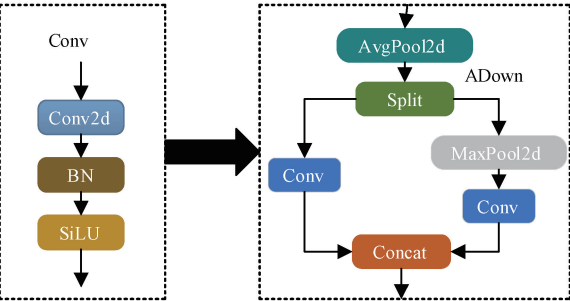 Conv
Conv2d
BN
SiLU
AvgPool2d
ADown
Split
Conv
MaxPool2d
Conv
Concat